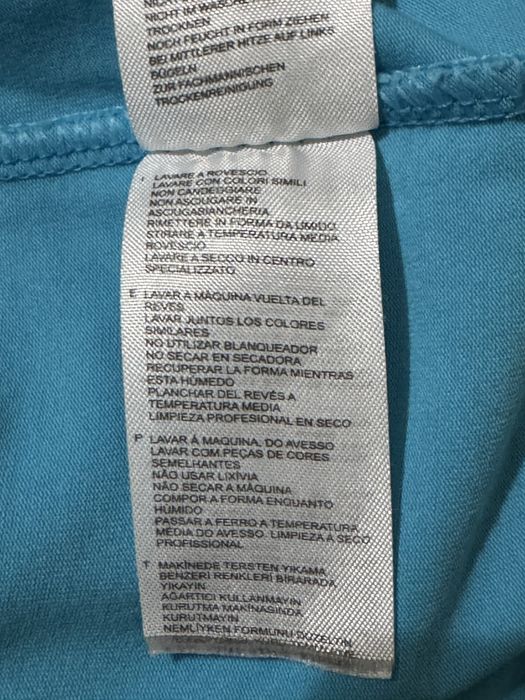 NICHT IM WÄSCHE
TROCKNEN
NOCH FEUCHT IN FORM ZIEHEN
BEI MITTLERER HITZE AUF LINKS
BÜGELN
ZUR FACHMÄNNISCHEN
TROCKENREINIGUNG
I LAVARE A ROVESCIO
LAVARE CON COLORI SIMILI
NON CANDEGGIARE
NON ASCIUGARE IN
ASCIUGABIANCHERIA
RIMETTERE IN FORMA DA UMIDO
STIRARE A TEMPERATURA MEDIA
ROVESCIO
LAVARE A SECCO IN CENTRO
SPECIALIZZATO
E LAVAR A MÁQUINA VUELTA DEL
REVÉS
LAVAR JUNTOS LOS COLORES
SIMILARES
NO UTILIZAR BLANQUEADOR
NO SECAR EN SECADORA
RECUPERAR LA FORMA MIENTRAS
ESTA HÚMEDO
PLANCHAR DEL REVÉS A
TEMPERATURA MEDIA
LIMPIEZA PROFESIONAL EN SECO
P LAVAR À MAQUINA, DO AVESSO
LAVAR COM PEÇAS DE CORES
SEMELHANTES
NÃO USAR LIXÍVIA
NÃO SECAR A MÁQUINA
COMPOR A FORMA ENQUANTO
HÚMIDO
PASSAR A FERRO A TEMPERATURA
MÉDIA DO AVESSO. LIMPEZA A SECO
PROFISSIONAL
T MAKİNEDE TERSTEN YIKAMA
BENZERİ RENKLERİ BİRARADA
YIKAYIN
AĞARTICI KULLANMAYIN
KURUTMA MAKİNASINDA
KURUTMAYIN
NEMLİYKEN FORMUNU DÜZELTİN